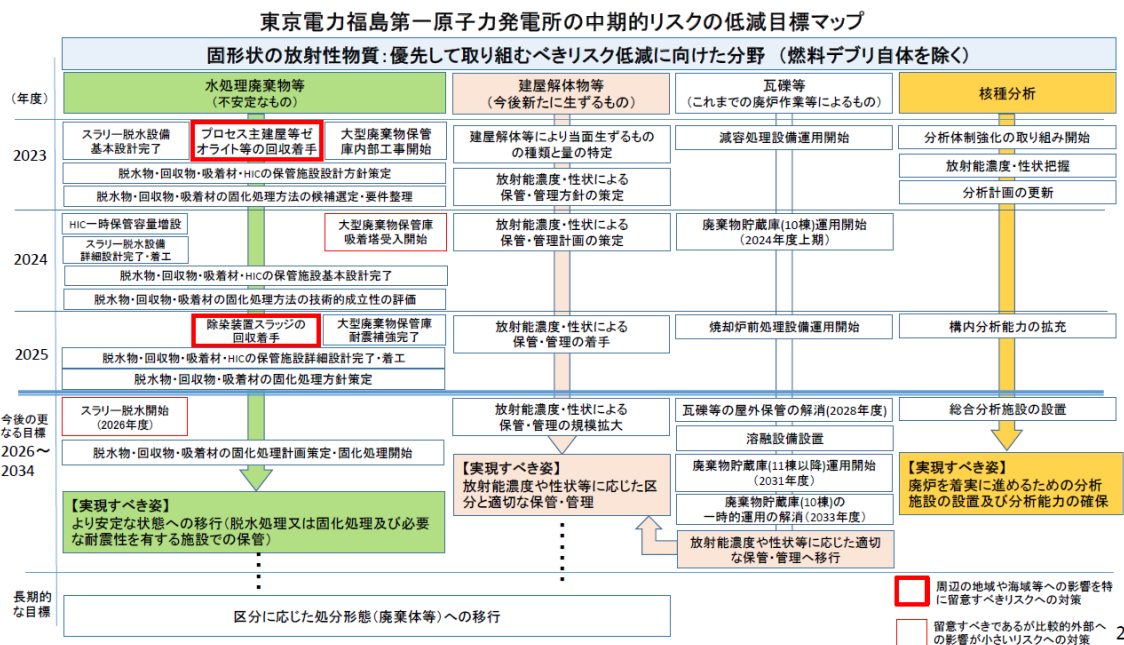 東京電力福島第一原子力発電所の中期的リスクの低減目標マップ
固形状の放射性物質：優先して取り組むべきリスク低減に向けた分野 （燃料デブリ自体を除く）
（年度）
水処理廃棄物等
（不安定なもの）
建屋解体物等
（今後新たに生ずるもの）
瓦礫等
（これまでの廃炉作業等によるもの）
核種分析
2023
スラリー脱水設備
基本設計完了
プロセス主建屋等ゼ
オライト等の回収着手
大型廃棄物保管
庫内部工事開始
脱水物・回収物・吸着材・HICの保管施設設計方針策定
脱水物・回収物・吸着材の固化処理方法の候補選定・要件整理
建屋解体等により当面生ずるもの
の種類と量の特定
放射能濃度・性状による
保管・管理方針の策定
減容処理設備運用開始
分析体制強化の取り組み開始
放射能濃度・性状把握
分析計画の更新
2024
HIC一時保管容量増設
スラリー脱水設備
詳細設計完了・着工
大型廃棄物保管庫
吸着塔受入開始
脱水物・回収物・吸着材・HICの保管施設基本設計完了
脱水物・回収物・吸着材の固化処理方法の技術的成立性の評価
放射能濃度・性状による
保管・管理計画の策定
廃棄物貯蔵庫(10棟)運用開始
（2024年度上期）
2025
除染装置スラッジの
回収着手
大型廃棄物保管庫
耐震補強完了
脱水物・回収物・吸着材・HICの保管施設詳細設計完了・着工
脱水物・回収物・吸着材の固化処理方針策定
放射能濃度・性状による
保管・管理の着手
焼却炉前処理設備運用開始
構内分析能力の拡充
今後の更
なる目標
2026～
2034
スラリー脱水開始
（2026年度）
脱水物・回収物・吸着材の固化処理計画策定・固化処理開始
【実現すべき姿】
より安定な状態への移行（脱水処理又は固化処理及び必要
な耐震性を有する施設での保管）
放射能濃度・性状による
保管・管理の規模拡大
【実現すべき姿】
放射能濃度や性状等に応じた区
分と適切な保管・管理
瓦礫等の屋外保管の解消(2028年度)
溶融設備設置
廃棄物貯蔵庫(11棟以降)運用開始
（2031年度）
廃棄物貯蔵庫(10棟)の
一時的運用の解消（2033年度）
放射能濃度や性状等に応じた適切
な保管・管理へ移行
総合分析施設の設置
【実現すべき姿】
廃炉を着実に進めるための分析
施設の設置及び分析能力の確保
長期的
な目標
区分に応じた処分形態（廃棄体等）への移行
周辺の地域や海域等への影響を特
に留意すべきリスクへの対策
留意すべきであるが比較的外部へ
の影響が小さいリスクへの対策
2